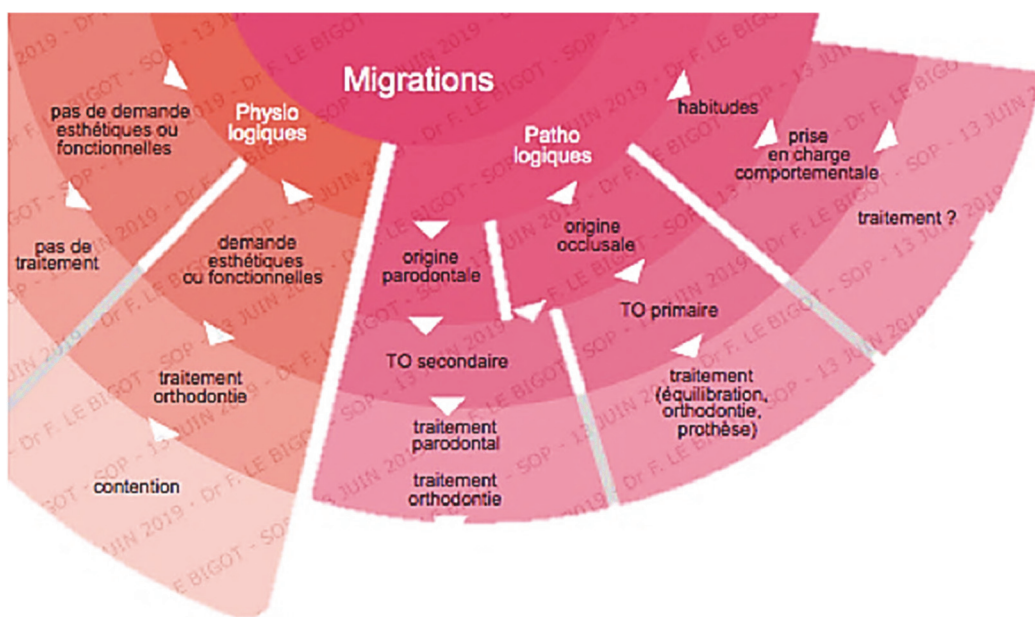 Migrations
Physio
logiques
pas de demande
esthétiques ou
fonctionnelles
pas de
traitement
demande
esthétiques
ou fonctionnelles
traitement
orthodontie
contention
Patho
logiques
origine
parodontale
TO secondaire
traitement
parodontal
traitement
orthodontie
origine
occlusale
TO primaire
traitement
(équilibration,
orthodontie,
prothèse)
habitudes
prise
en charge
comportementale
traitement ?
Dr F. LE BIGOT - SOP - 13 JUIN 2019